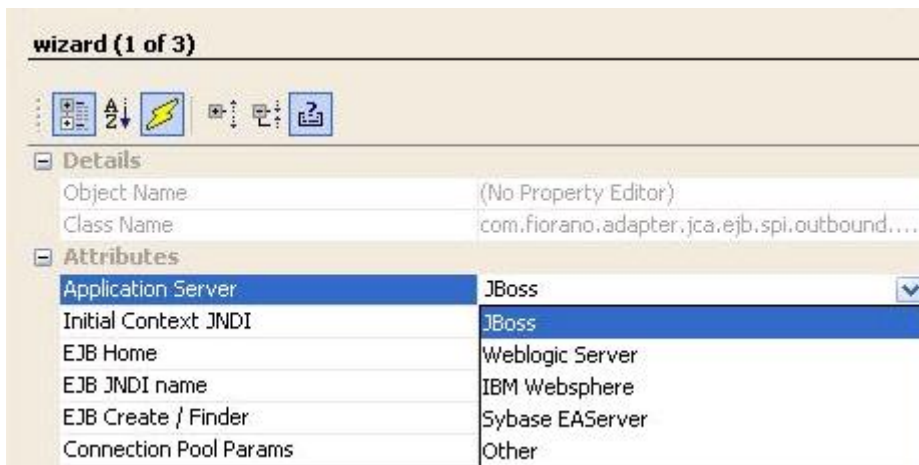 wizard (1 of 3)
Details
Object Name (No Property Editor)
Class Name com.fiorano.adapter.jca.ejb.spi.outbound....
Attributes
Application Server JBoss
Initial Context JNDI JBoss
EJB Home Weblogic Server
EJB JNDI name IBM Websphere
EJB Create / Finder Sybase EAServer
Connection Pool Params Other